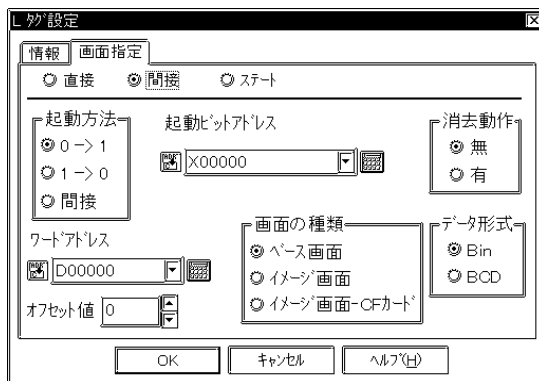 L ﾀｸﾞ設定
情報 画面指定
直接 間接 ｽﾃｰﾄ
起動方法
0 -> 1
1 -> 0
間接
起動ﾋﾞｯﾄｱﾄﾞﾚｽ
X00000
消去動作
無
有
ﾜｰﾄﾞｱﾄﾞﾚｽ
D00000
ｵﾌｾｯﾄ値 0
画面の種類
ﾍﾞｰｽ画面
ｲﾒｰｼﾞ画面
ｲﾒｰｼﾞ画面-CFｶｰﾄﾞ
ﾃﾞｰﾀ形式
Bin
BCD
OK ｷｬﾝｾﾙ ﾍﾙﾌﾟ(H)